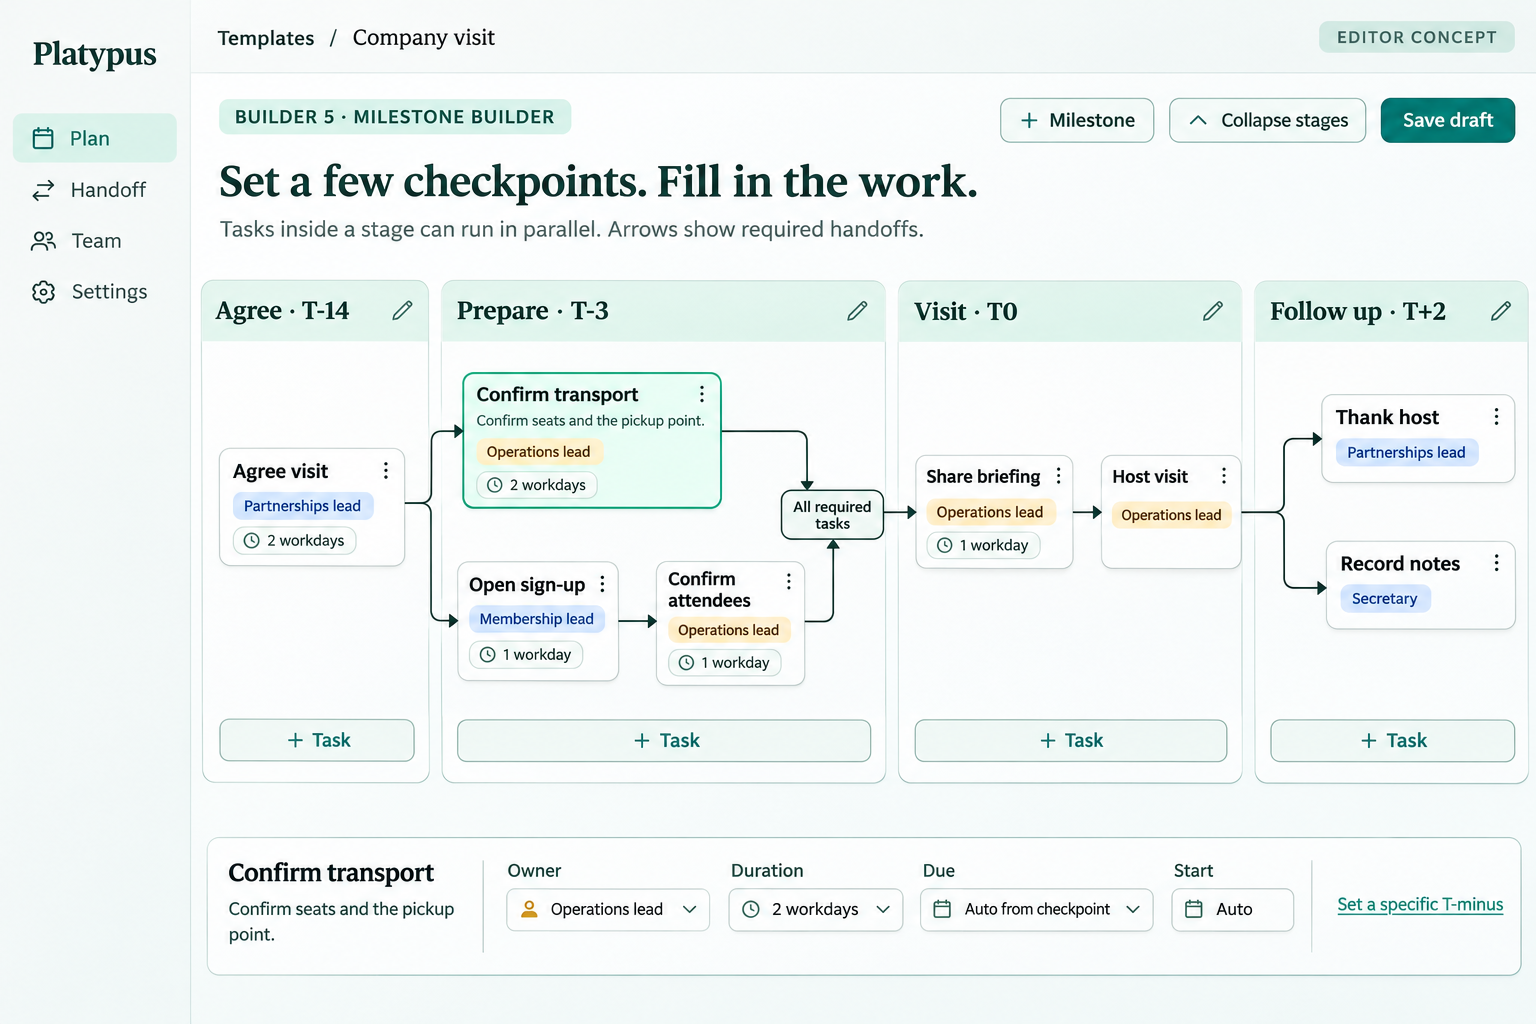 Platypus
Templates / Company visit
EDITOR CONCEPT
Plan
Handoff
Team
Settings
BUILDER 5 · MILESTONE BUILDER
+ Milestone
Collapse stages
Save draft
Set a few checkpoints. Fill in the work.
Tasks inside a stage can run in parallel. Arrows show required handoffs.
Agree · T-14
Agree visit
Partnerships lead
2 workdays
+ Task
Prepare · T-3
Confirm transport
Confirm seats and the pickup point.
Operations lead
2 workdays
Open sign-up
Membership lead
1 workday
Confirm
attendees
Operations lead
1 workday
All required
tasks
+ Task
Visit · T0
Share briefing
Operations lead
1 workday
Host visit
Operations lead
+ Task
Follow up · T+2
Thank host
Partnerships lead
Record notes
Secretary
+ Task
Confirm transport
Confirm seats and the pickup
point.
Owner
Operations lead
Duration
2 workdays
Due
Auto from checkpoint
Start
Auto
Set a specific T-minus